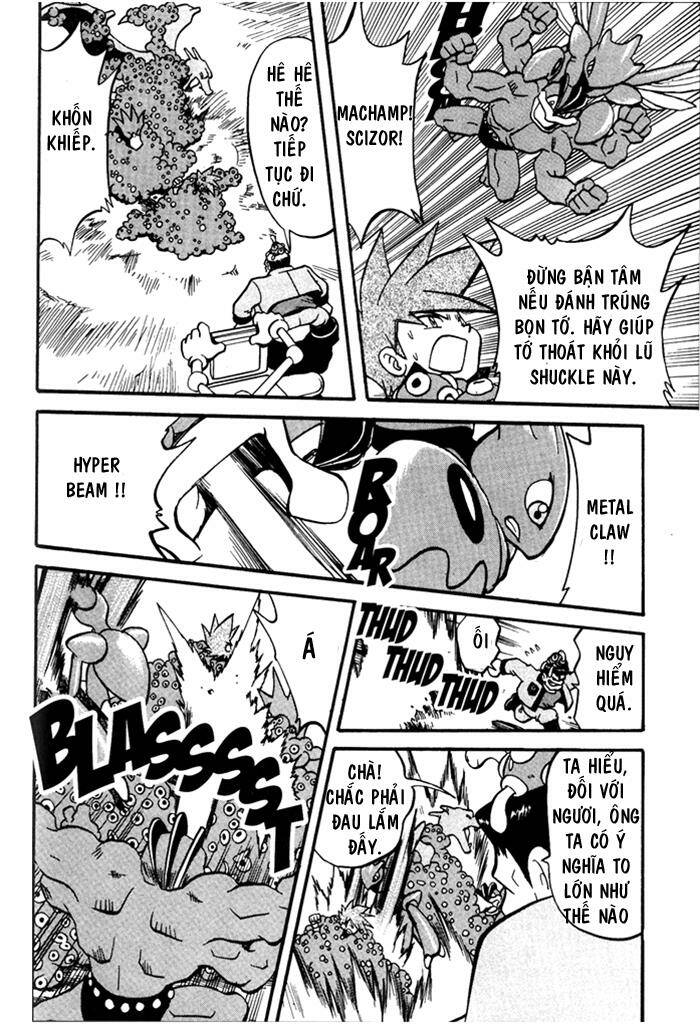 MACHAMP!
SCIZOR!
ĐỪNG BẬN TÂM
NẾU ĐÁNH TRÚNG
BỌN TỚ. HÃY GIÚP
TỚ THOÁT KHỎI LŨ
SHUCKLE NÀY.
HÊ HÊ
THẾ
NÀO?
TIẾP
TỤC ĐI
CHỨ.
KHỐN
KHIẾP.
METAL
CLAW
!!
ROAR
HYPER
BEAM !!
NGUY
HIỂM
QUÁ.
ỐI
THUD
THUD
THUD
Á
BLASSSST
TA HIỂU,
ĐỐI VỚI
NGƯỜI, ÔNG
TA CÓ Ý
NGHĨA TO
LỚN NHƯ
THẾ NÀO
CHÀ!
CHẮC PHẢI
ĐAU LẮM
ĐẤY.